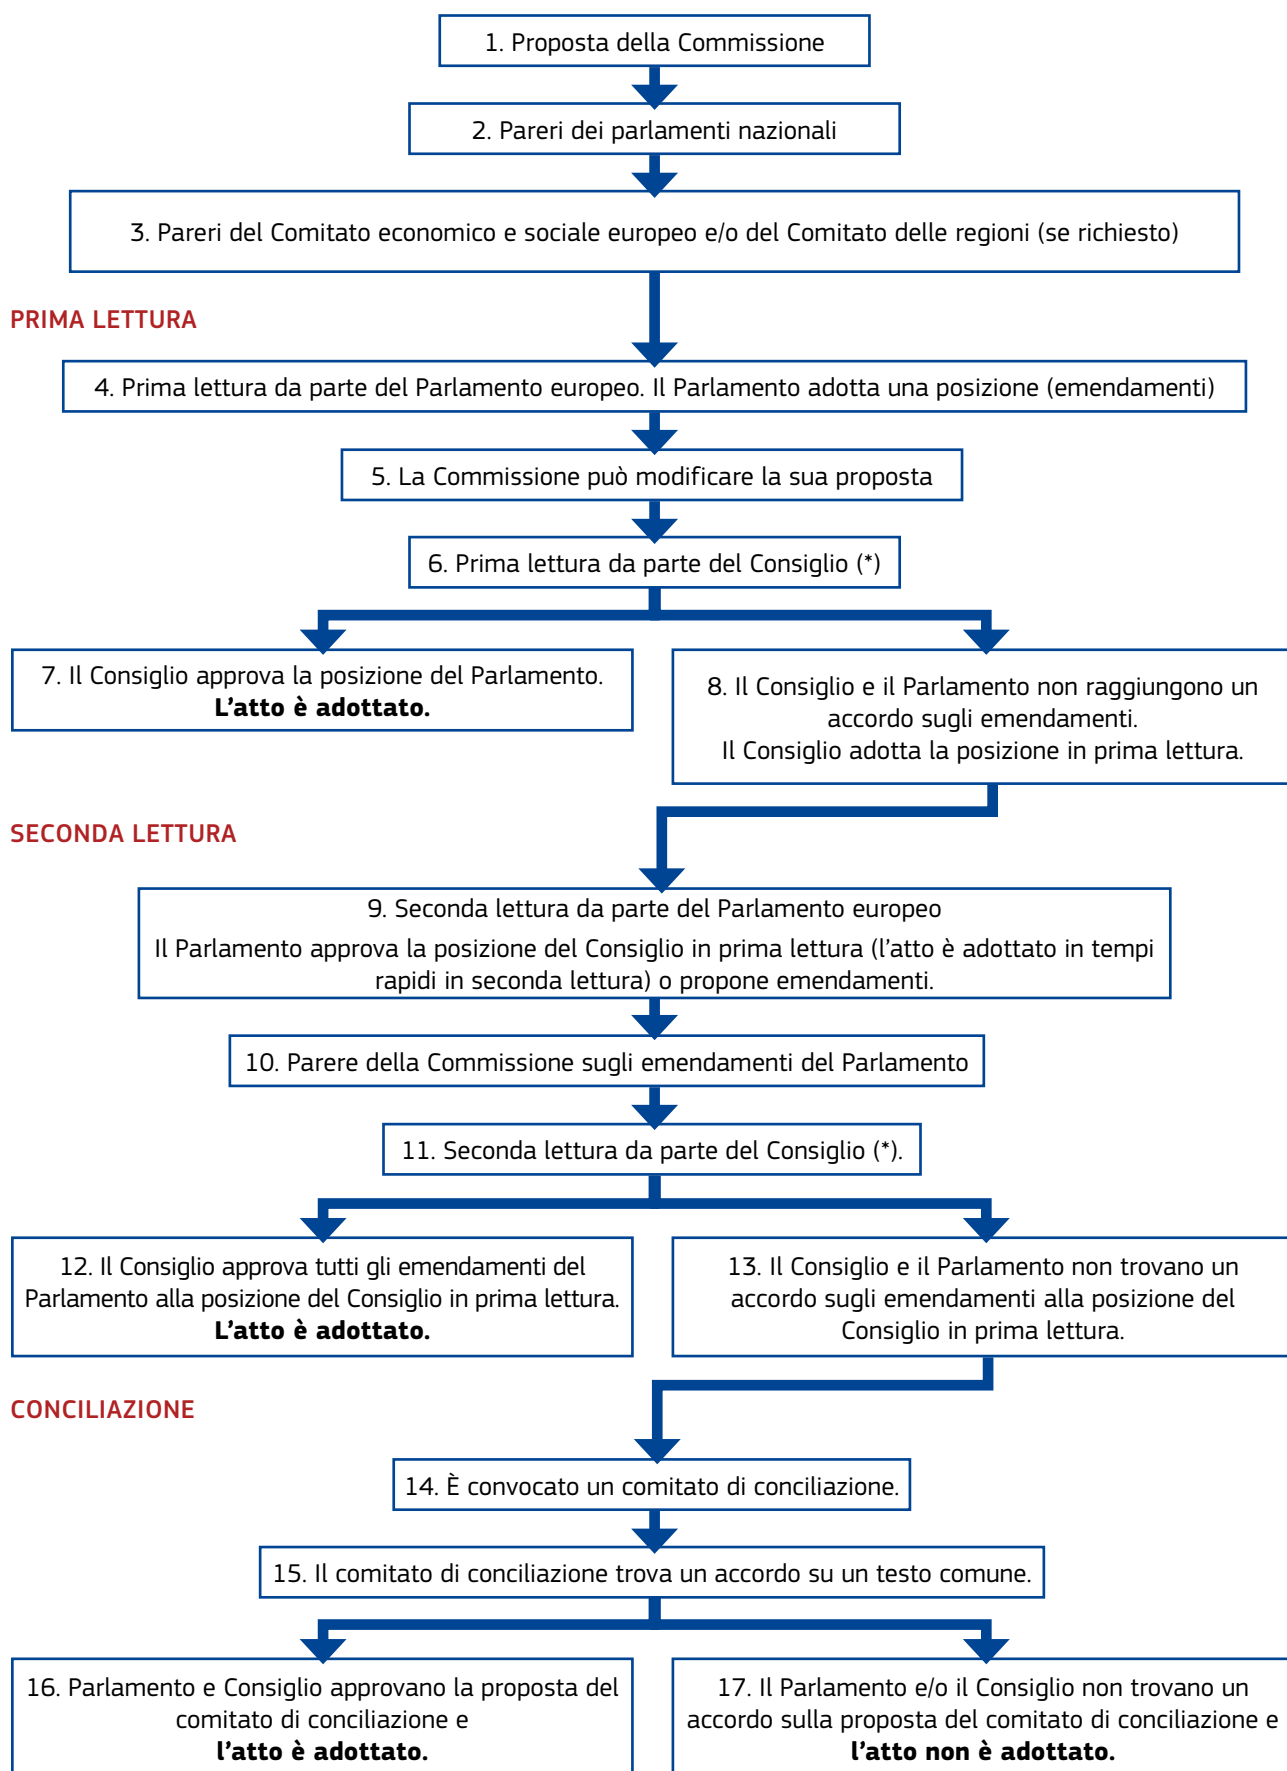 1. Proposta della Commissione
2. Pareri dei parlamenti nazionali
3. Pareri del Comitato economico e sociale europeo e/o del Comitato delle regioni (se richiesto)
PRIMA LETTURA
4. Prima lettura da parte del Parlamento europeo. Il Parlamento adotta una posizione (emendamenti)
5. La Commissione può modificare la sua proposta
6. Prima lettura da parte del Consiglio (*)
7. Il Consiglio approva la posizione del Parlamento.
L'atto è adottato.
8. Il Consiglio e il Parlamento non raggiungono un
accordo sugli emendamenti.
Il Consiglio adotta la posizione in prima lettura.
SECONDA LETTURA
9. Seconda lettura da parte del Parlamento europeo
Il Parlamento approva la posizione del Consiglio in prima lettura (l'atto è adottato in tempi
rapidi in seconda lettura) o propone emendamenti.
10. Parere della Commissione sugli emendamenti del Parlamento
11. Seconda lettura da parte del Consiglio (*).
12. Il Consiglio approva tutti gli emendamenti del
Parlamento alla posizione del Consiglio in prima lettura.
L'atto è adottato.
13. Il Consiglio e il Parlamento non trovano un
accordo sugli emendamenti alla posizione del
Consiglio in prima lettura.
CONCILIAZIONE
14. È convocato un comitato di conciliazione.
15. Il comitato di conciliazione trova un accordo su un testo comune.
16. Parlamento e Consiglio approvano la proposta del
comitato di conciliazione e
l'atto è adottato.
17. Il Parlamento e/o il Consiglio non trovano un
accordo sulla proposta del comitato di conciliazione e
l'atto non è adottato.